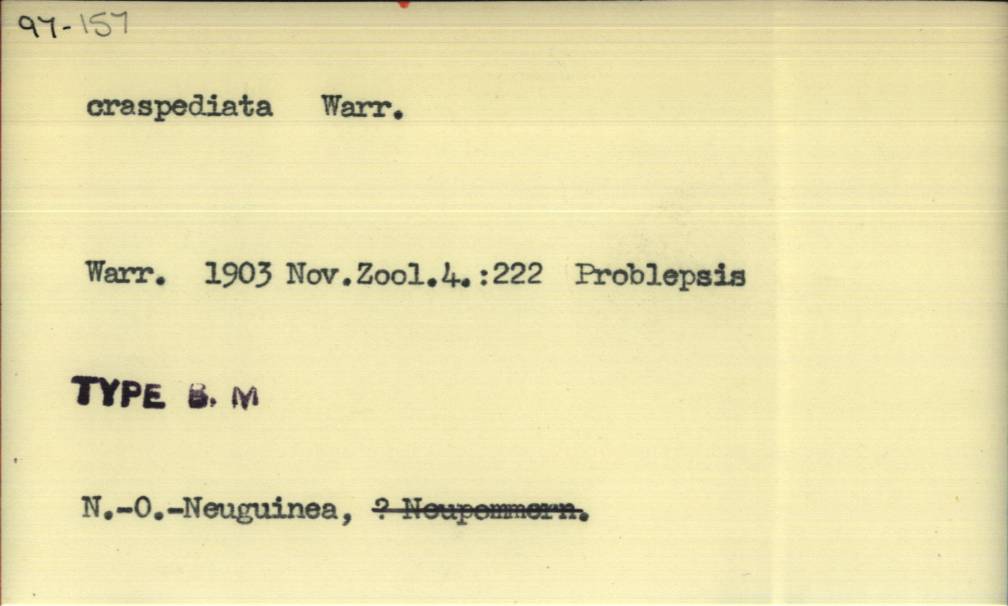 97-157
craspediata Warr.
Warr. 1903 Nov.Zool.4.:222 Problepsis
TYPE B. M
N.-O.-Neuguinea, ? Neupommern.